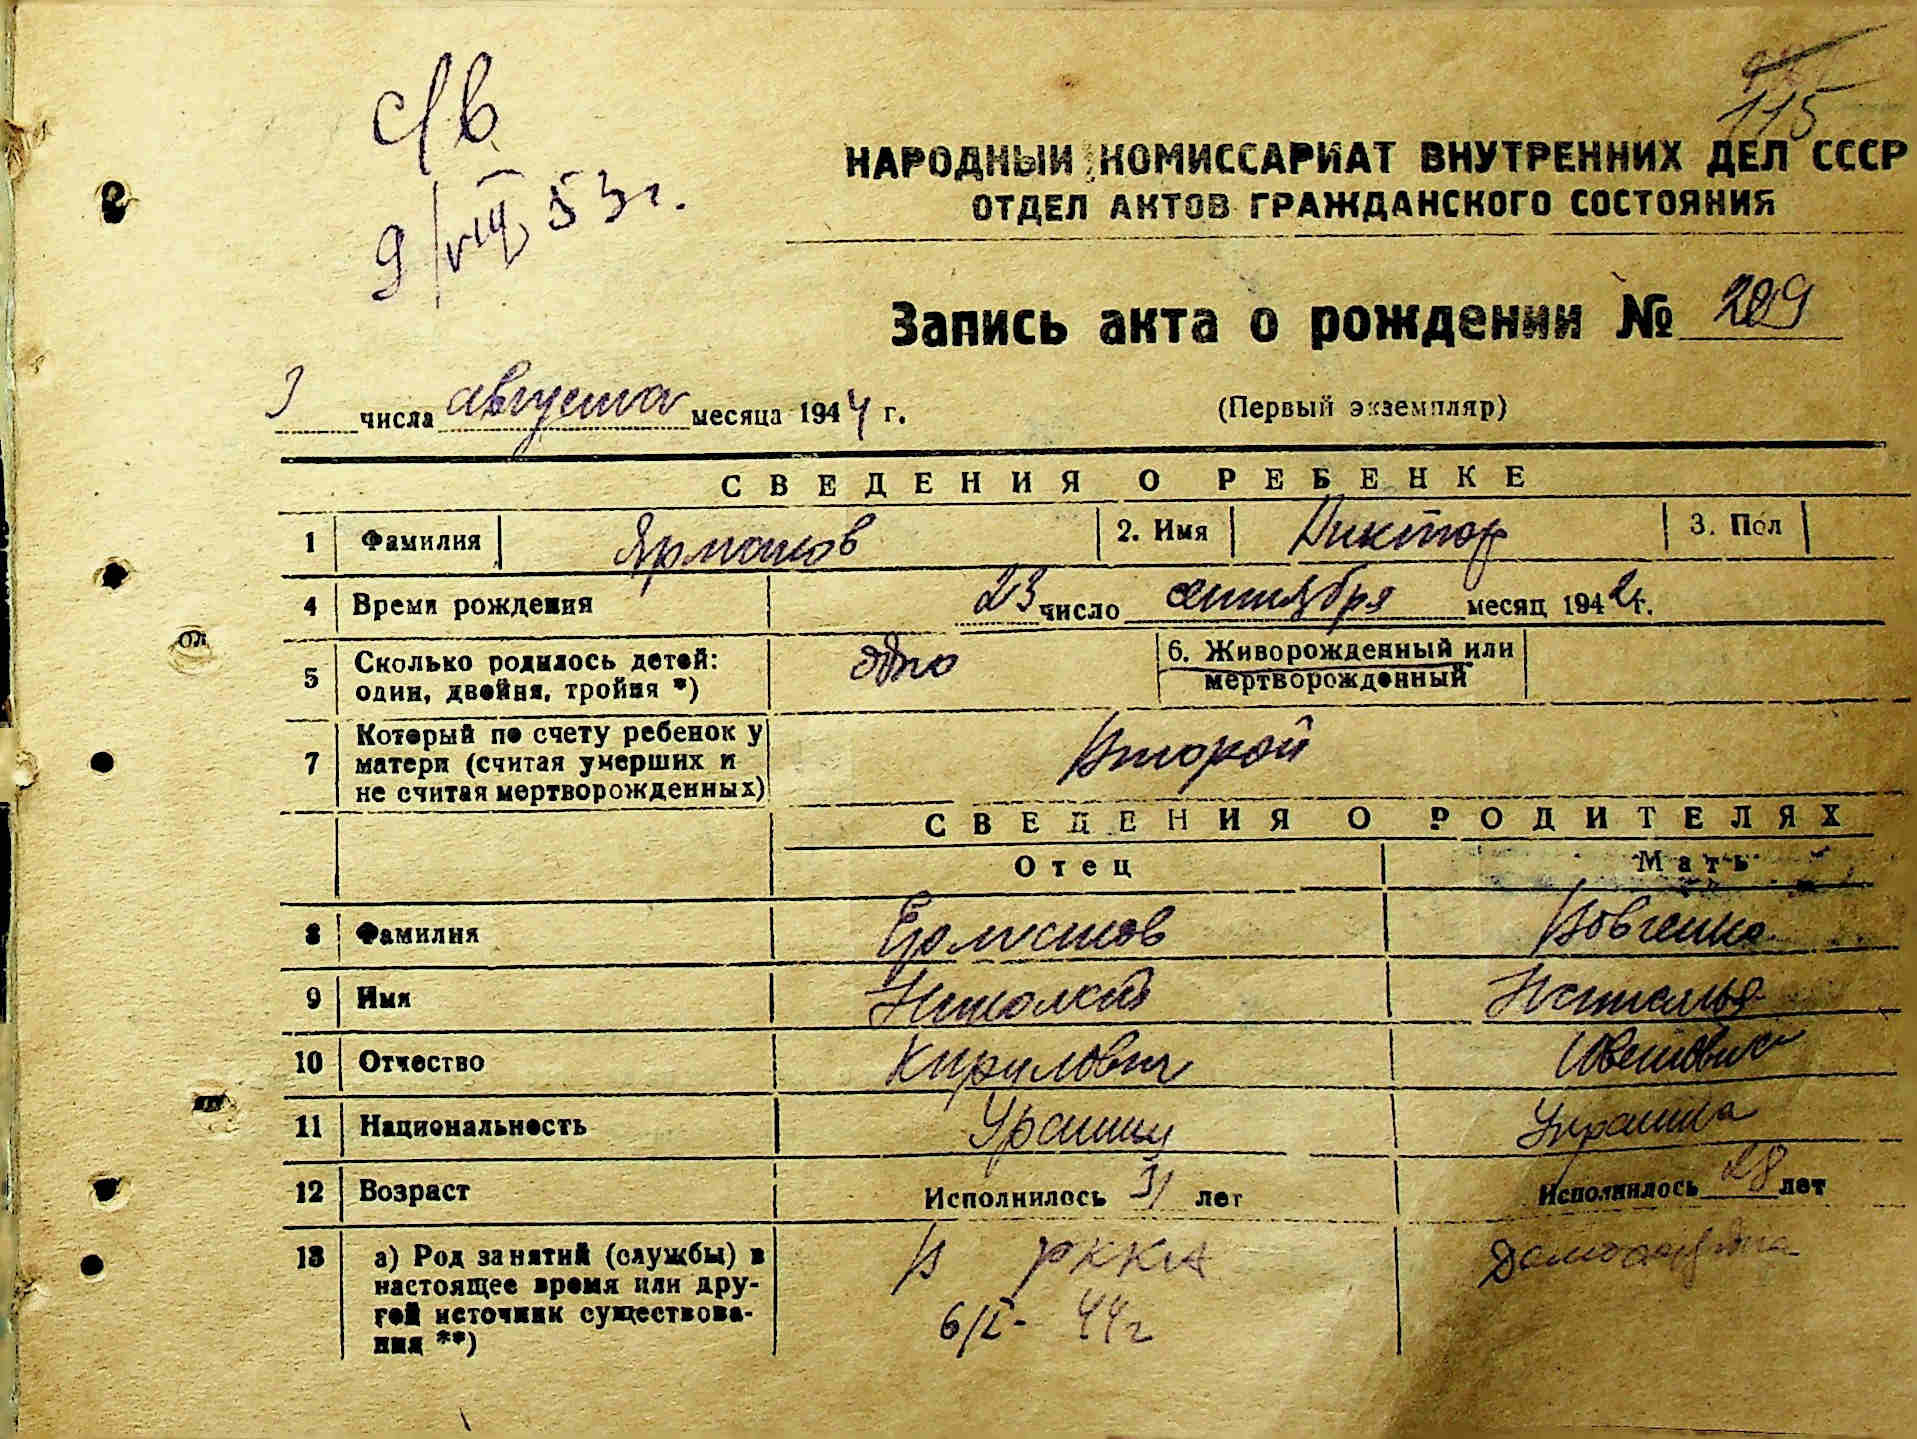 с/в
9/VIII 53 г.
115
НАРОДНЫЙ КОМИССАРИАТ ВНУТРЕННИХ ДЕЛ СССР
ОТДЕЛ АКТОВ ГРАЖДАНСКОГО СОСТОЯНИЯ
Запись акта о рождении № 209
3 числа августа месяца 1944 г. (Первый экземпляр)
СВЕДЕНИЯ О РЕБЕНКЕ
1 Фамилия Ярмаков 2. Имя Виктор 3. Пол
4 Время рождения 23 число сентября месяц 1942 г.
5 Сколько родилось детей: один, двойня, тройня *) одно 6. Живорожденный или мертворожденный
7 Который по счету ребенок у матери (считая умерших и не считая мертворожденных) Второй
СВЕДЕНИЯ О РОДИТЕЛЯХ
Отец Мать
8 Фамилия Вовченко
9 Имя Николай Наталья
10 Отчество Кирилович
11 Национальность Украинка
12 Возраст Исполнилось 31 лет Исполнилось 28 лет
13 а) Род занятий (службы) в настоящее время или другой источник существования **) В РККА Домохозяйка
6/I - 44 г